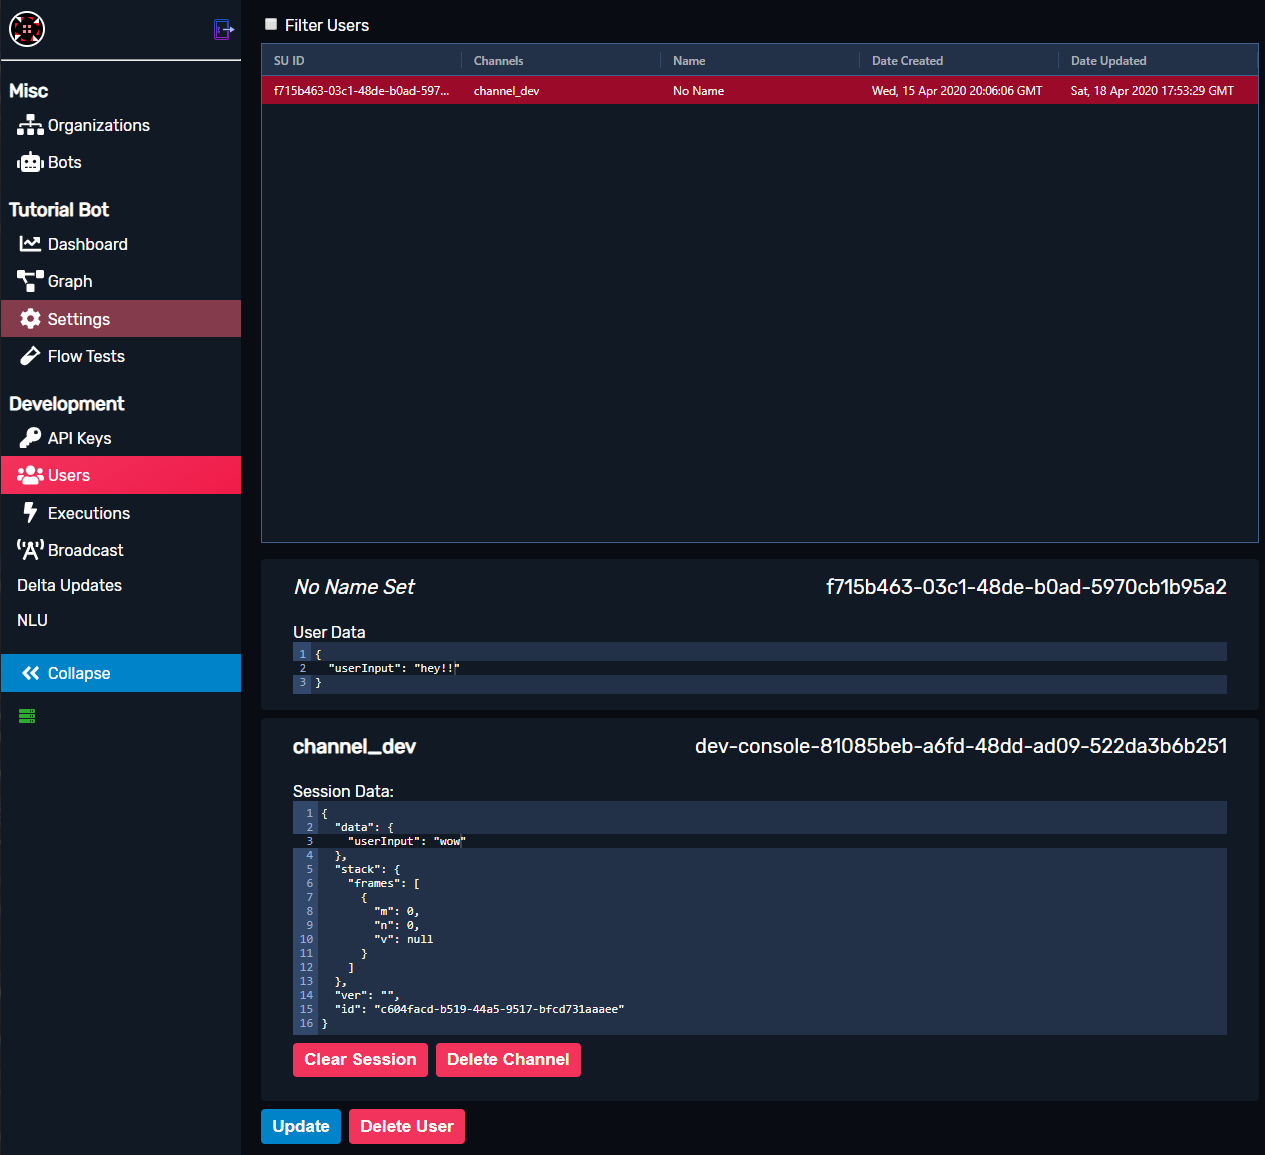 Misc
Organizations
Bots
Tutorial Bot
Dashboard
Graph
Settings
Flow Tests
Development
API Keys
Users
Executions
Broadcast
Delta Updates
NLU
Collapse
Filter Users
SU ID Channels Name Date Created Date Updated
f715b463-03c1-48de-b0ad-597... channel_dev No Name Wed, 15 Apr 2020 20:06:06 GMT Sat, 18 Apr 2020 17:53:29 GMT
No Name Set f715b463-03c1-48de-b0ad-5970cb1b95a2
User Data
1 {
2 "userInput": "hey!!"
3 }
channel_dev dev-console-81085beb-a6fd-48dd-ad09-522da3b6b251
Session Data:
1 {
2 "data": {
3 "userInput": "wow"
4 },
5 "stack": {
6 "frames": [
7 {
8 "m": 0,
9 "n": 0,
10 "v": null
11 }
12 ]
13 },
14 "ver": "",
15 "id": "c604facd-b519-44a5-9517-bfcd731aaaee"
16 }
Clear Session Delete Channel
Update Delete User